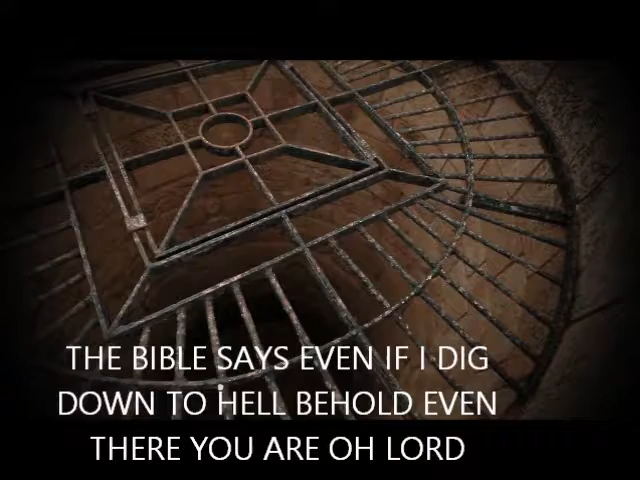 THE BIBLE SAYS EVEN IF I DIG
DOWN TO HELL BEHOLD EVEN
THERE YOU ARE OH LORD